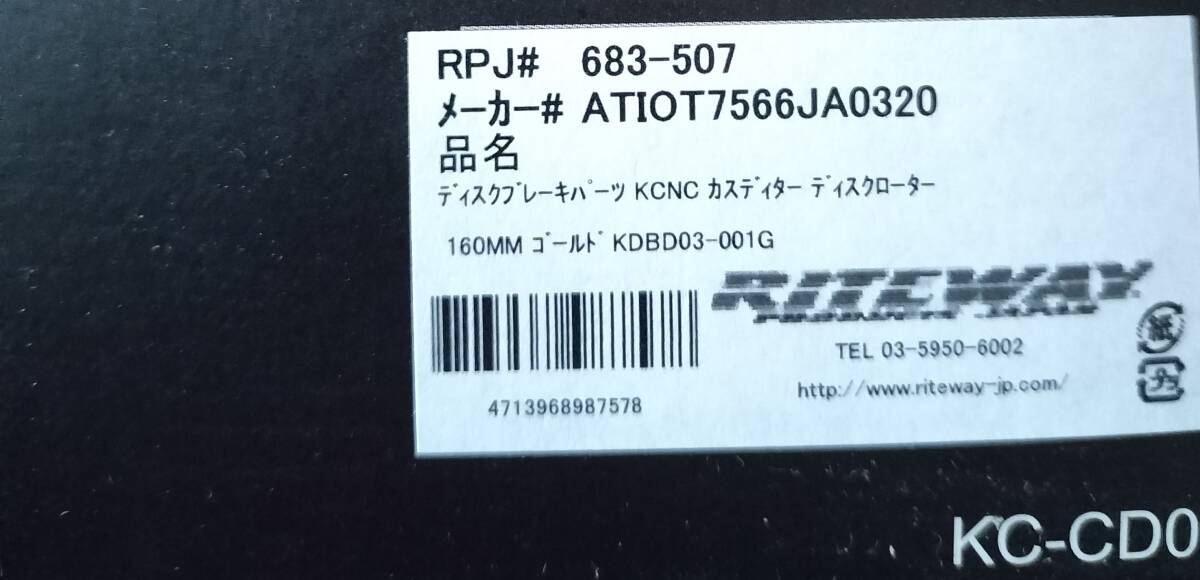 RPJ# 683-507
メーカー# ATIOT7566JA0320
品名
ディスクブレーキパーツ KCNC カスディター ディスクローター
160MM ゴールド KDBD03-001G
RITEWAY
TEL 03-5950-6002
http://www.riteway-jp.com/
4713968987578
紙
プラ
KC-CD0